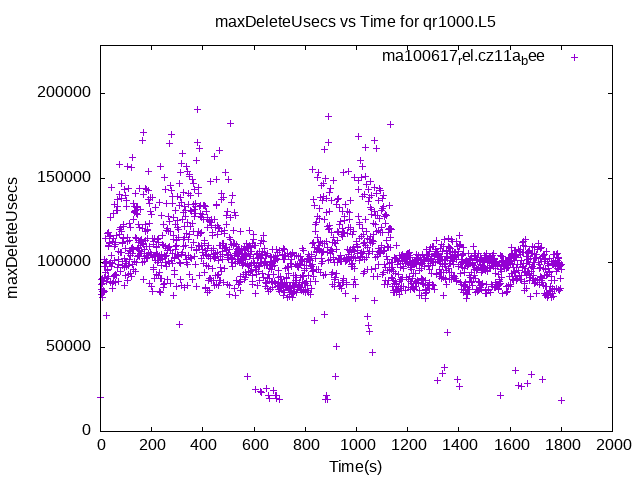 maxDeleteUsecs vs Time for qr1000.L5
ma100617rel.cz11abee
200000
150000
100000
50000
0
maxDeleteUsecs
0 200 400 600 800 1000 1200 1400 1600 1800 2000
Time(s)